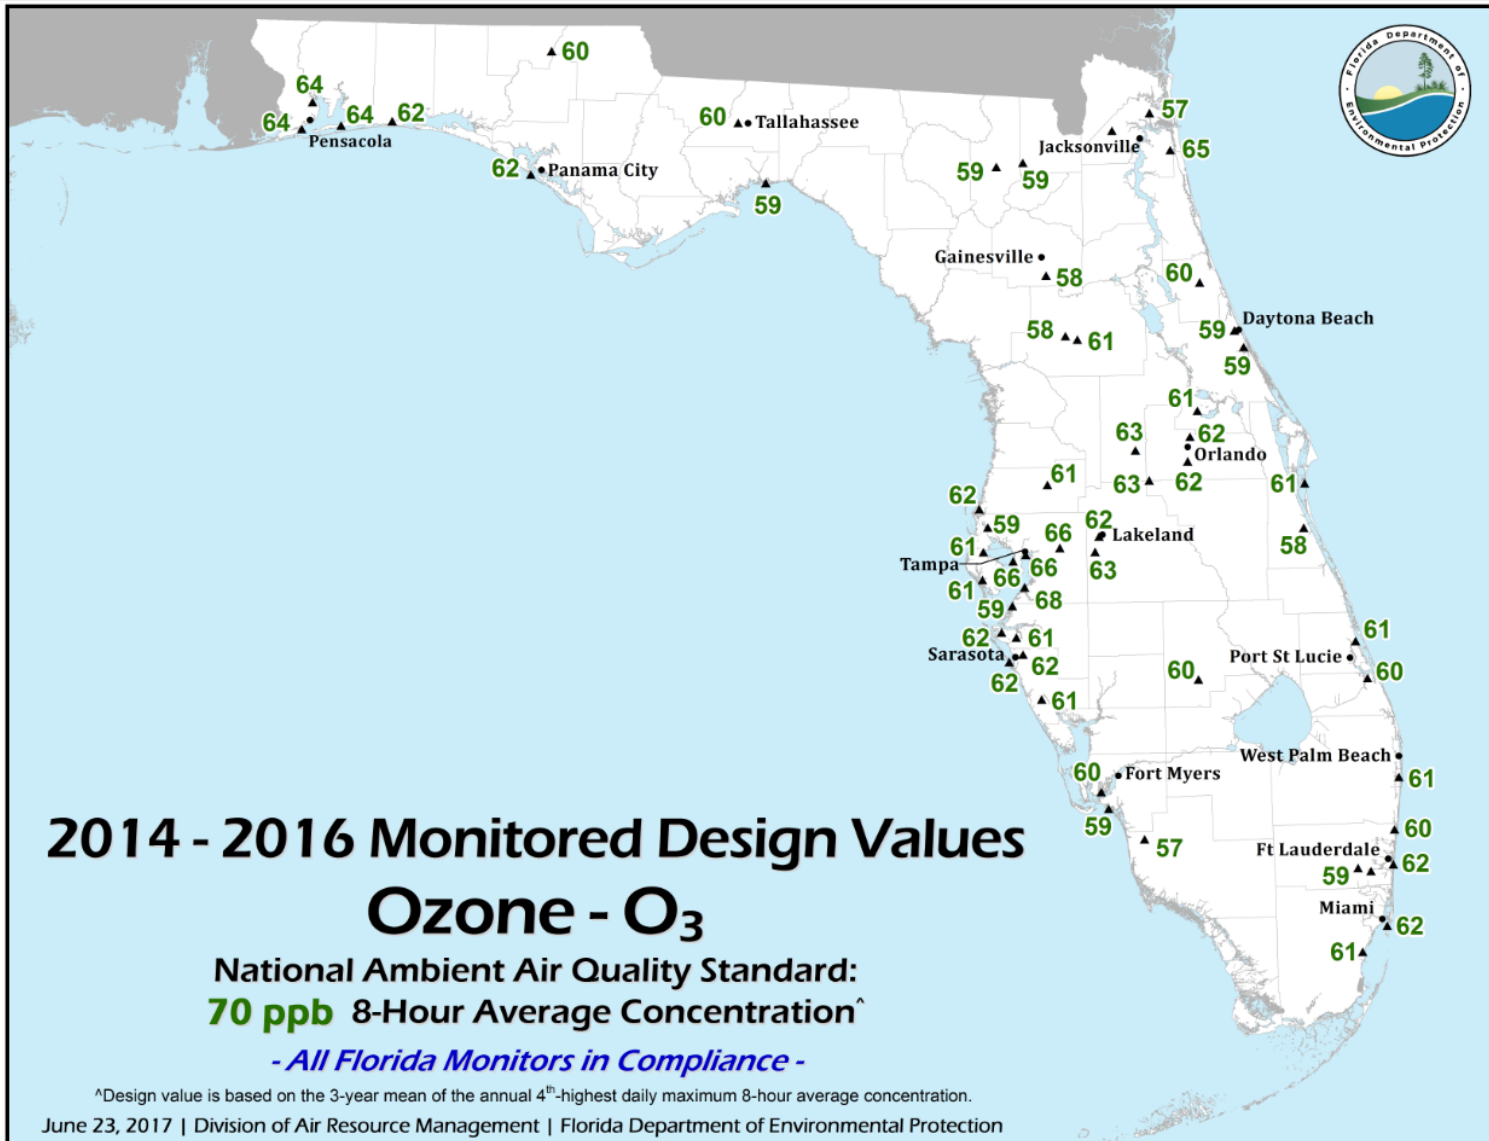 Florida Department of
Environmental Protection
60
64
64
64
62
Pensacola
60
Tallahassee
57
Jacksonville
65
62
Panama City
59
59
59
Gainesville
58
60
58
61
59
Daytona Beach
59
61
63
62
Orlando
63
62
61
61
62
59
62
Lakeland
58
61
66
63
Tampa
66
66
61
68
59
62
61
61
Sarasota
62
Port St Lucie
62
60
60
61
West Palm Beach
60
Fort Myers
61
59
60
57
Ft Lauderdale
62
59
Miami
62
61
2014 - 2016 Monitored Design Values
Ozone - O₃
National Ambient Air Quality Standard:
70 ppb 8-Hour Average Concentration^
- All Florida Monitors in Compliance -
^Design value is based on the 3-year mean of the annual 4th-highest daily maximum 8-hour average concentration.
June 23, 2017 | Division of Air Resource Management | Florida Department of Environmental Protection